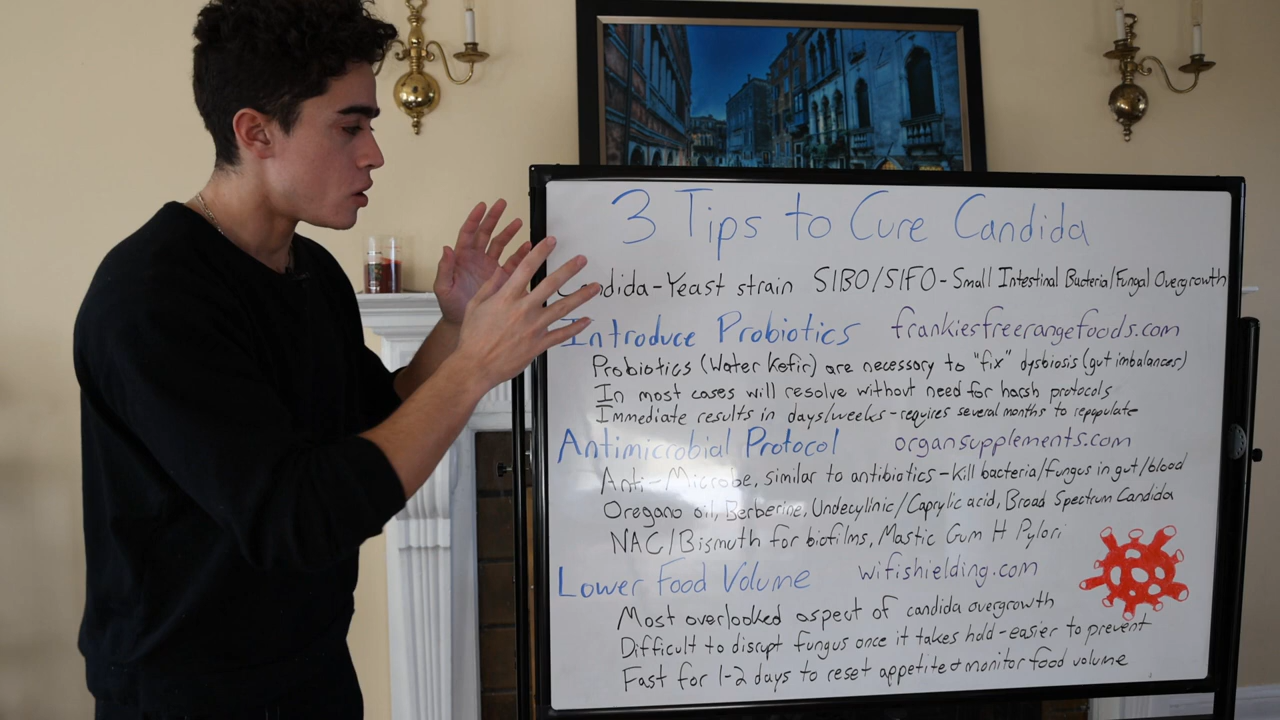 3 Tips to Cure Candida
Candida-Yeast strain SIBO/SIFO-Small Intestinal Bacteria/Fungal Overgrowth
Introduce Probiotics frankiesfreerangefoods.com
Probiotics (Water Kefir) are necessary to "fix" dysbiosis (gut imbalances)
In most cases will resolve without need for harsh protocols
Immediate results in days/weeks-requires several months to repopulate
Antimicrobial Protocol organsupplements.com
Anti-Microbe, similar to antibiotics-Kill bacteria/fungus in gut/blood
Oregano oil, Berberine, Undecylinic/Caprylic acid, Broad Spectrum Candida
NAC/Bismuth for biofilms, Mastic Gum H Pylori
Lower Food Volume wifishielding.com
Most overlooked aspect of candida overgrowth
Difficult to disrupt fungus once it takes hold-easier to prevent
Fast for 1-2 days to reset appetite + monitor food volume